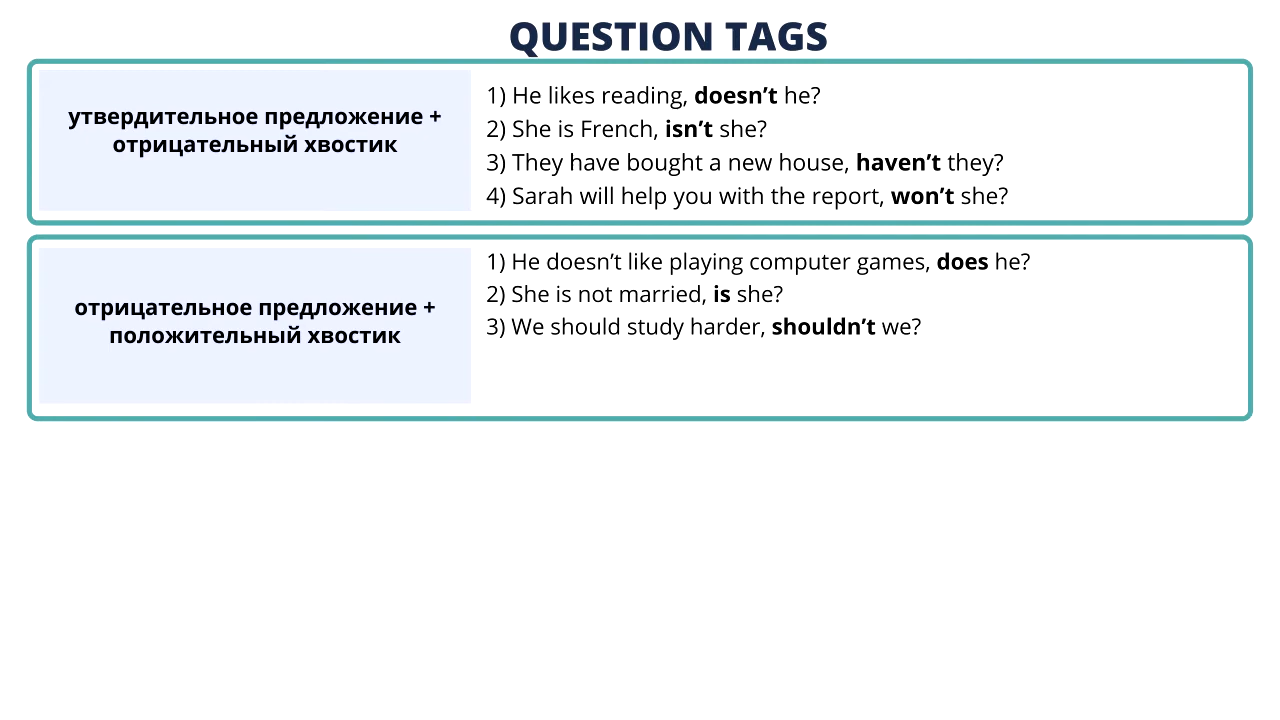 QUESTION TAGS
утвердительное предложение +
отрицательный хвостик
1) He likes reading, doesn’t he?
2) She is French, isn’t she?
3) They have bought a new house, haven’t they?
4) Sarah will help you with the report, won’t she?
отрицательное предложение +
положительный хвостик
1) He doesn’t like playing computer games, does he?
2) She is not married, is she?
3) We should study harder, shouldn’t we?